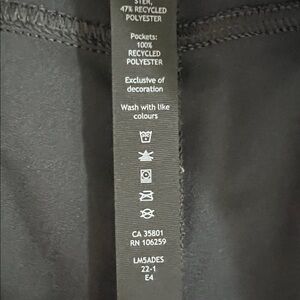 STER,
47% RECYCLED
POLYESTER
Pockets:
100%
RECYCLED
POLYESTER
Exclusive of
decoration
Wash with like
colours
CA 35801
RN 106259
LM5ADES
22-1
E4